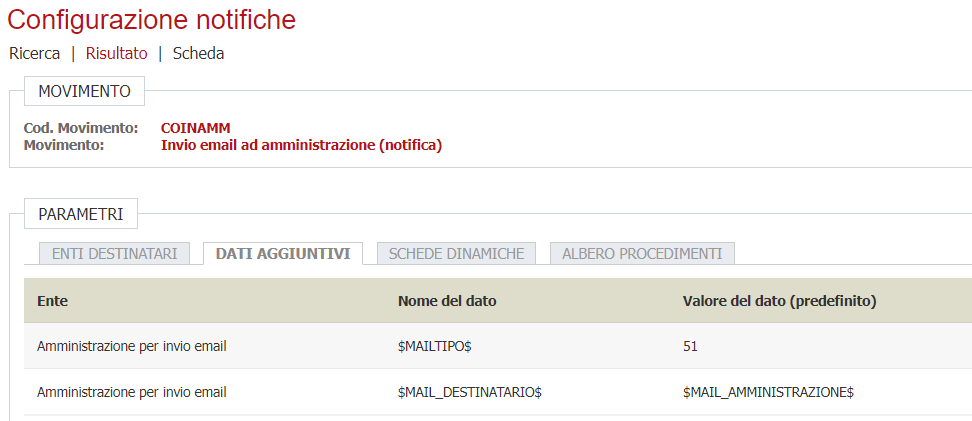 Configurazione notifiche
Ricerca | Risultato | Scheda
MOVIMENTO
Cod. Movimento: COINAMM
Movimento: Invio email ad amministrazione (notifica)
PARAMETRI
ENTI DESTINATARI DATI AGGIUNTIVI SCHEDE DINAMICHE ALBERO PROCEDIMENTI
Ente Nome del dato Valore del dato (predefinito)
Amministrazione per invio email $MAILTIPO$ 51
Amministrazione per invio email $MAIL_DESTINATARIO$ $MAIL_AMMINISTRAZIONE$